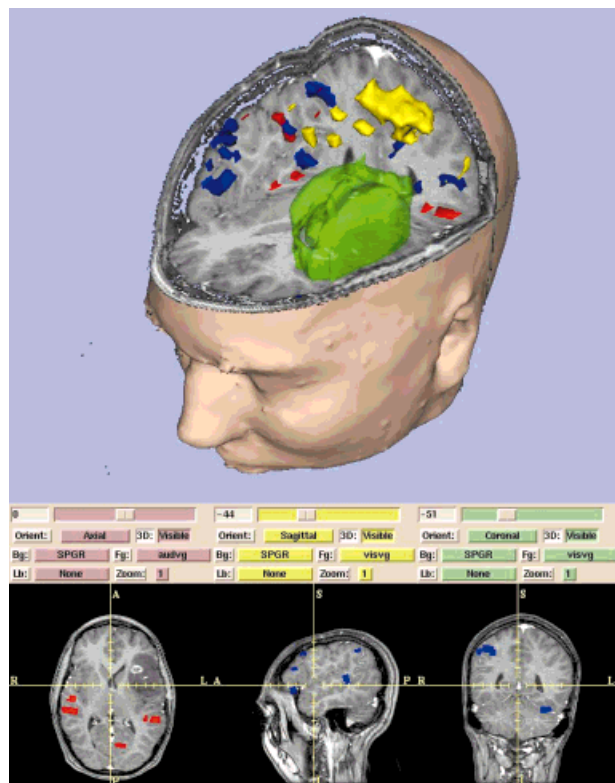 0 -44 -51
Orient: Axial 3D: Visible Orient: Sagittal 3D: Visible Orient: Coronal 3D: Visible
Bg: SPGR Fg: audvg Bg: SPGR Fg: visvg Bg: SPGR Fg: visvg
Lb: None Zoom: 1 Lb: None Zoom: 1 Lb: None Zoom: 1
A S S
R L A P R L
P I I